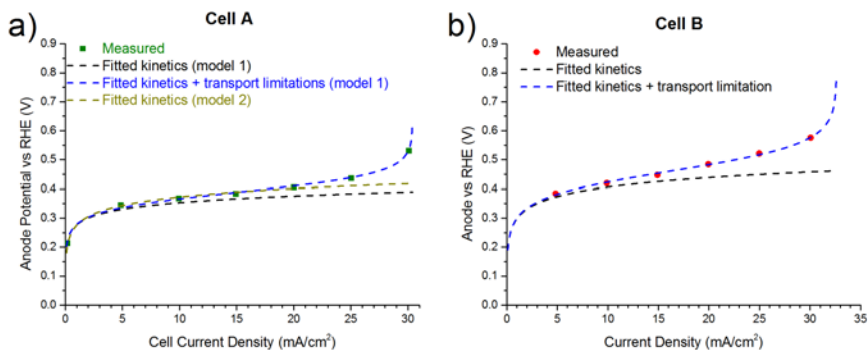 a)
Cell A
Measured
Fitted kinetics (model 1)
Fitted kinetics + transport limitations (model 1)
Fitted kinetics (model 2)
Anode Potential vs RHE (V)
0.9
0.8
0.7
0.6
0.5
0.4
0.3
0.2
0.1
0.0
0 5 10 15 20 25 30
Cell Current Density (mA/cm²)
b)
Cell B
Measured
Fitted kinetics
Fitted kinetics + transport limitation
Anode vs RHE (V)
0.9
0.8
0.7
0.6
0.5
0.4
0.3
0.2
0.1
0.0
0 5 10 15 20 25 30 35
Current Density (mA/cm²)